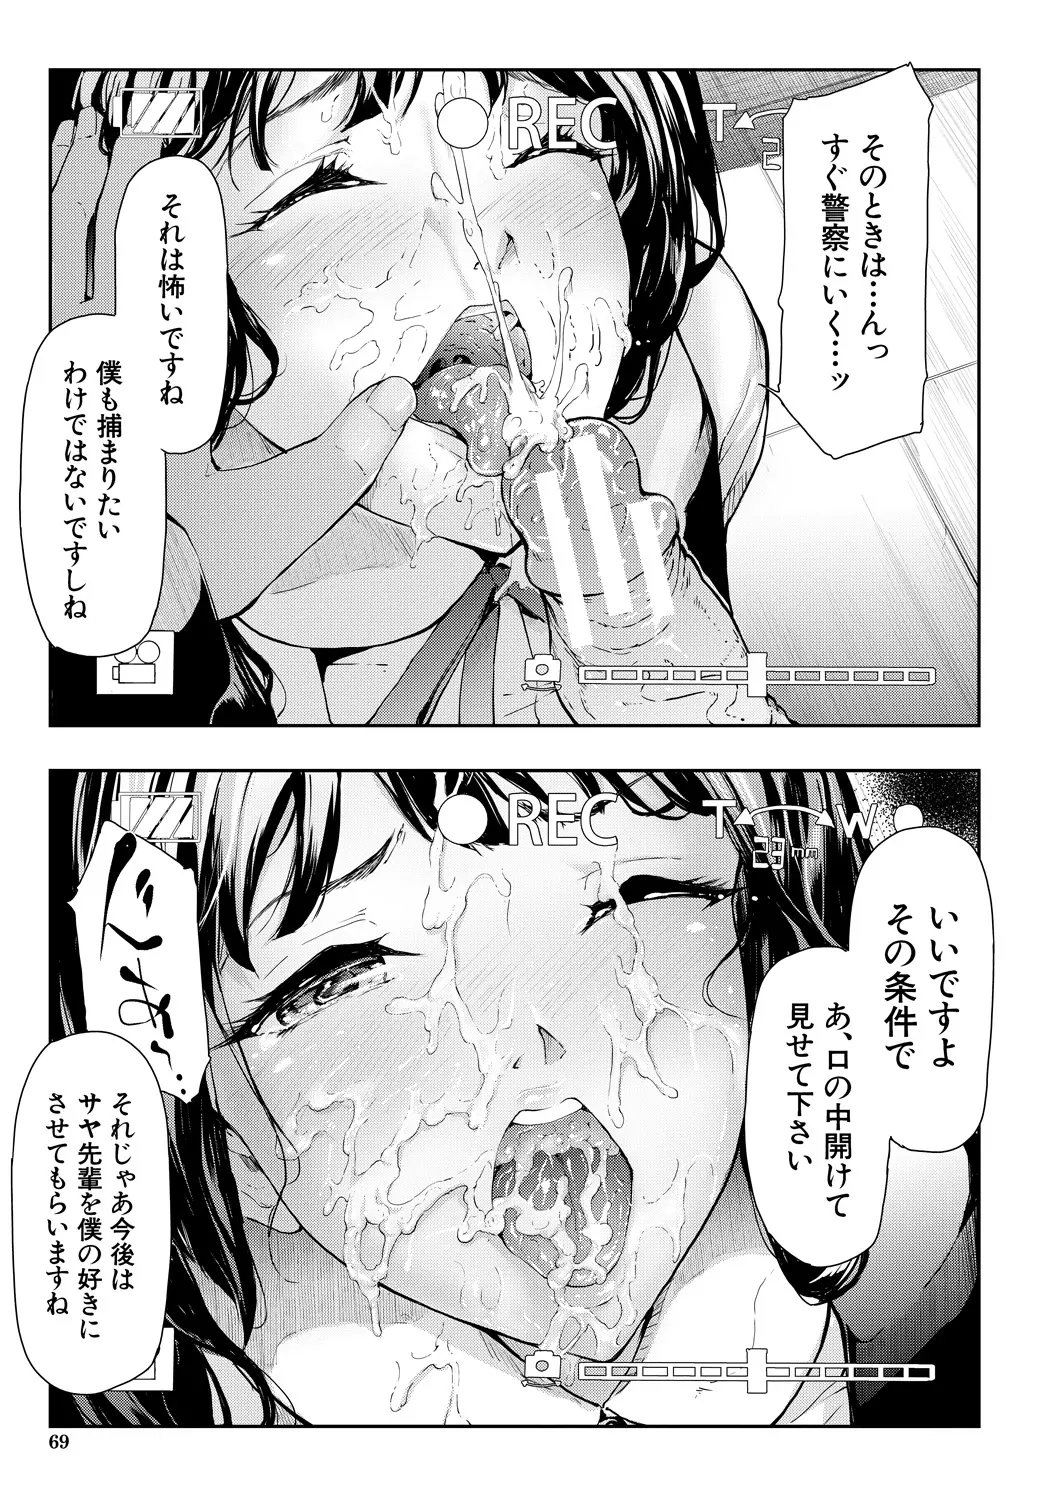 REC
T
2
そのときは…んっ
すぐ警察にいく…ッ
それは怖いですね
僕も捕まりたい
わけではないですしね
REC
T
W
23mm
いいですよ
その条件で
あ、口の中開けて
見せて下さい
それじゃあ今後は
サヤ先輩を僕の好きに
させてもらいますね
69